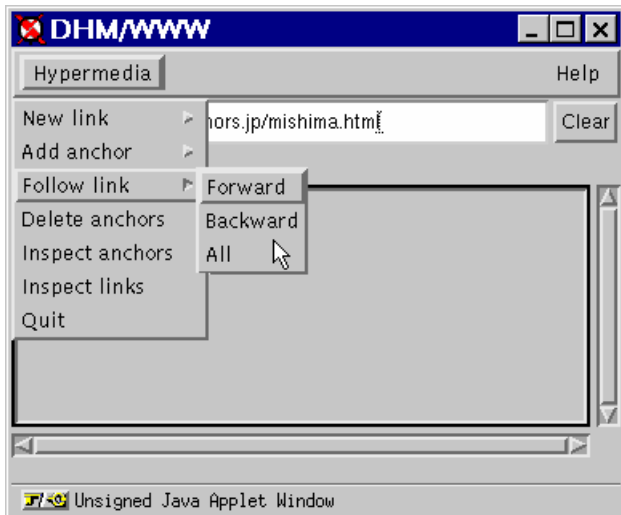 DHM/WWW
Hypermedia Help
New link hors.jp/mishima.html Clear
Add anchor
Follow link Forward
Delete anchors Backward
Inspect anchors All
Inspect links
Quit
Unsigned Java Applet Window